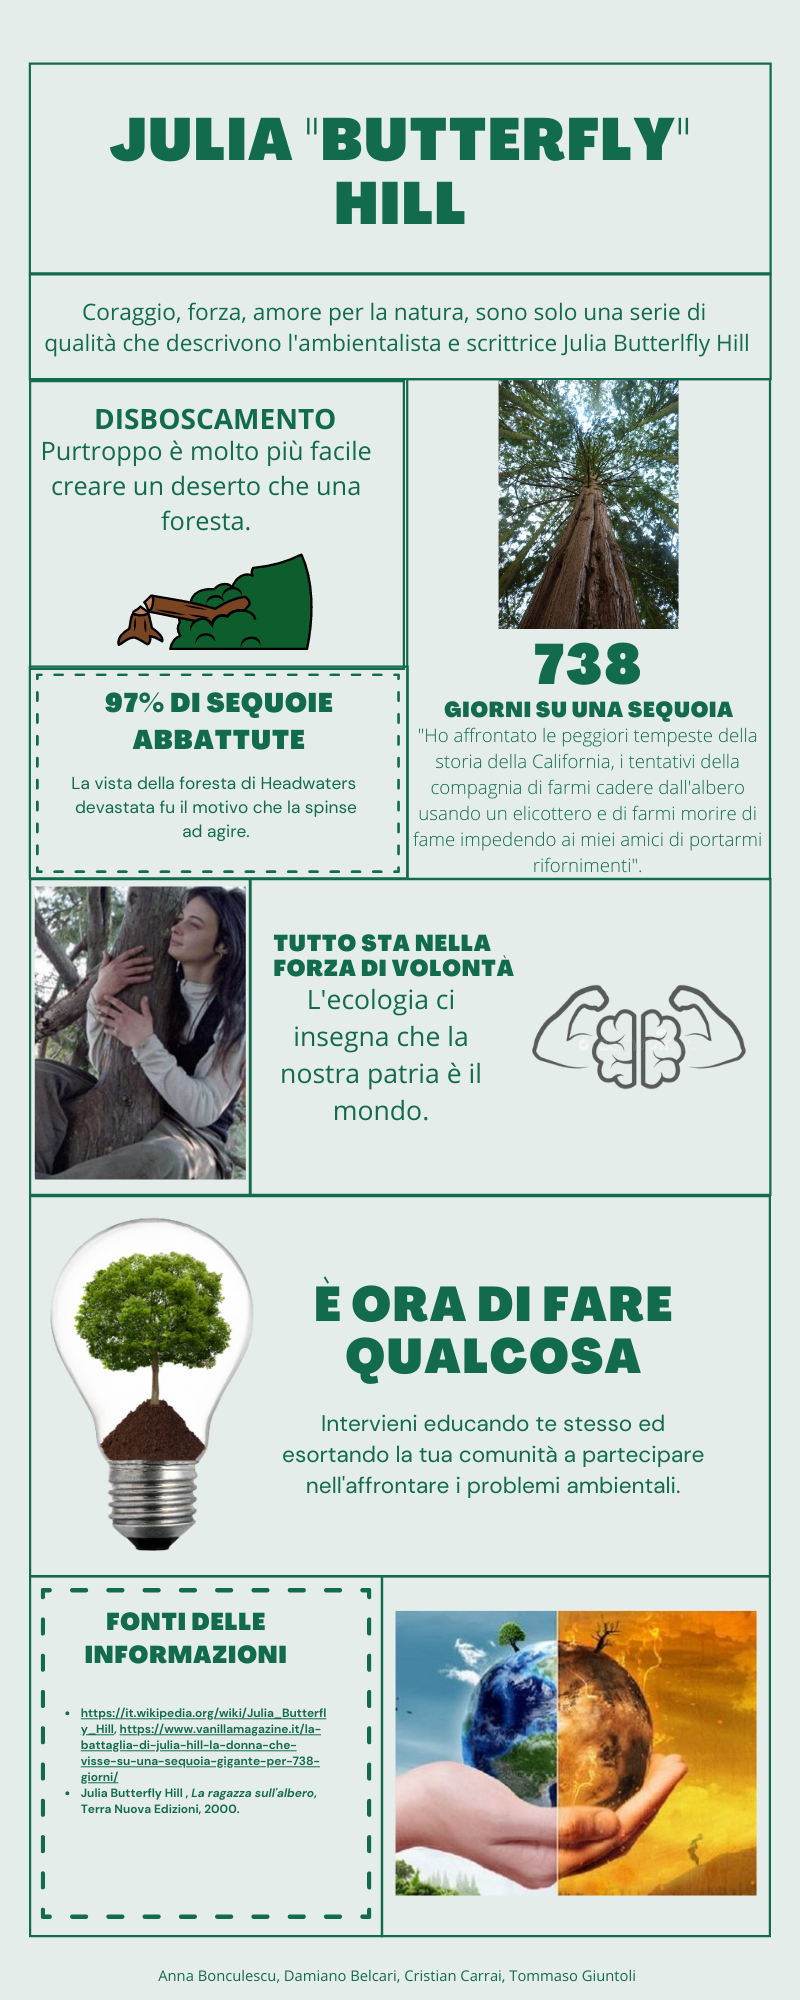 JULIA "BUTTERFLY"
HILL
Coraggio, forza, amore per la natura, sono solo una serie di
qualità che descrivono l'ambientalista e scrittrice Julia Butterlfly Hill
DISBOSCAMENTO
Purtroppo è molto più facile
creare un deserto che una
foresta.
97% DI SEQUOIE
ABBATTUTE
La vista della foresta di Headwaters
devastata fu il motivo che la spinse
ad agire.
738
GIORNI SU UNA SEQUOIA
"Ho affrontato le peggiori tempeste della
storia della California, i tentativi della
compagnia di farmi cadere dall'albero
usando un elicottero e di farmi morire di
fame impedendo ai miei amici di portarmi
rifornimenti".
TUTTO STA NELLA
FORZA DI VOLONTÀ
L'ecologia ci
insegna che la
nostra patria è il
mondo.
È ORA DI FARE
QUALCOSA
Intervieni educando te stesso ed
esortando la tua comunità a partecipare
nell'affrontare i problemi ambientali.
FONTI DELLE
INFORMAZIONI
• https://it.wikipedia.org/wiki/Julia_Butterfl
y_Hill, https://www.vanillamagazine.it/la-
battaglia-di-julia-hill-la-donna-che-
visse-su-una-sequoia-gigante-per-738-
giorni/
• Julia Butterfly Hill , La ragazza sull'albero,
Terra Nuova Edizioni, 2000.
Anna Bonculescu, Damiano Belcari, Cristian Carrai, Tommaso Giuntoli